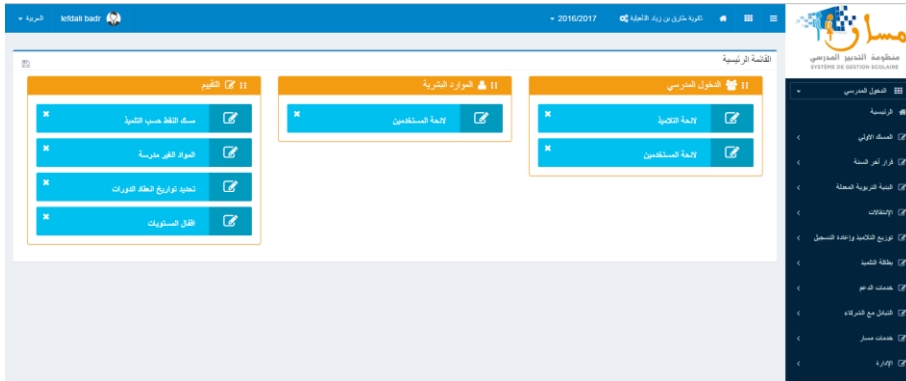 مسار
منظومة التدبير المدرسي
SYSTÈME DE GESTION SCOLAIRE
ثانوية طارق بن زياد التأهيلية
2016/2017
lefdali badr
العربية
القائمة الرئيسية
الدخول المدرسي
لائحة التلاميذ
لائحة المستخدمين
الموارد البشرية
لائحة المستخدمين
التقييم
مسك النقط حسب التلميذ
المواد الغير مدرسة
تحديد تواريخ انعقاد الدورات
اقفال المستويات
الدخول المدرسي
الرئيسية
المسك الأولي
قرار آخر السنة
البنية التربوية المعدلة
الإنتقالات
توزيع التلاميذ وإعادة التسجيل
بطاقة التلميذ
خدمات الدعم
التبادل مع الشركاء
خدمات مسار
الإدارة